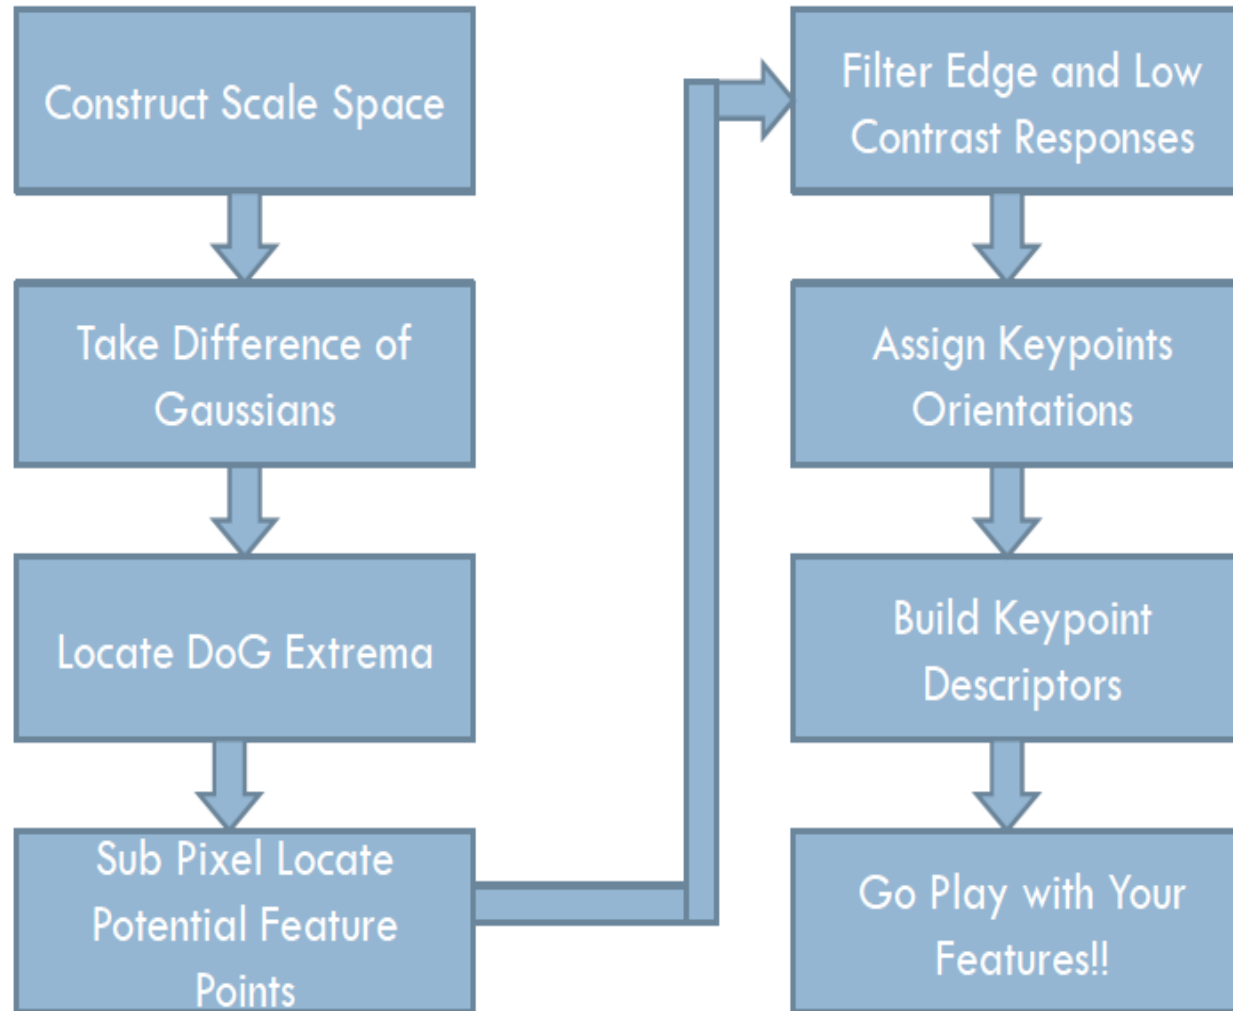 Construct Scale Space
Take Difference of
Gaussians
Locate DoG Extrema
Sub Pixel Locate
Potential Feature
Points
Filter Edge and Low
Contrast Responses
Assign Keypoints
Orientations
Build Keypoint
Descriptors
Go Play with Your
Features!!